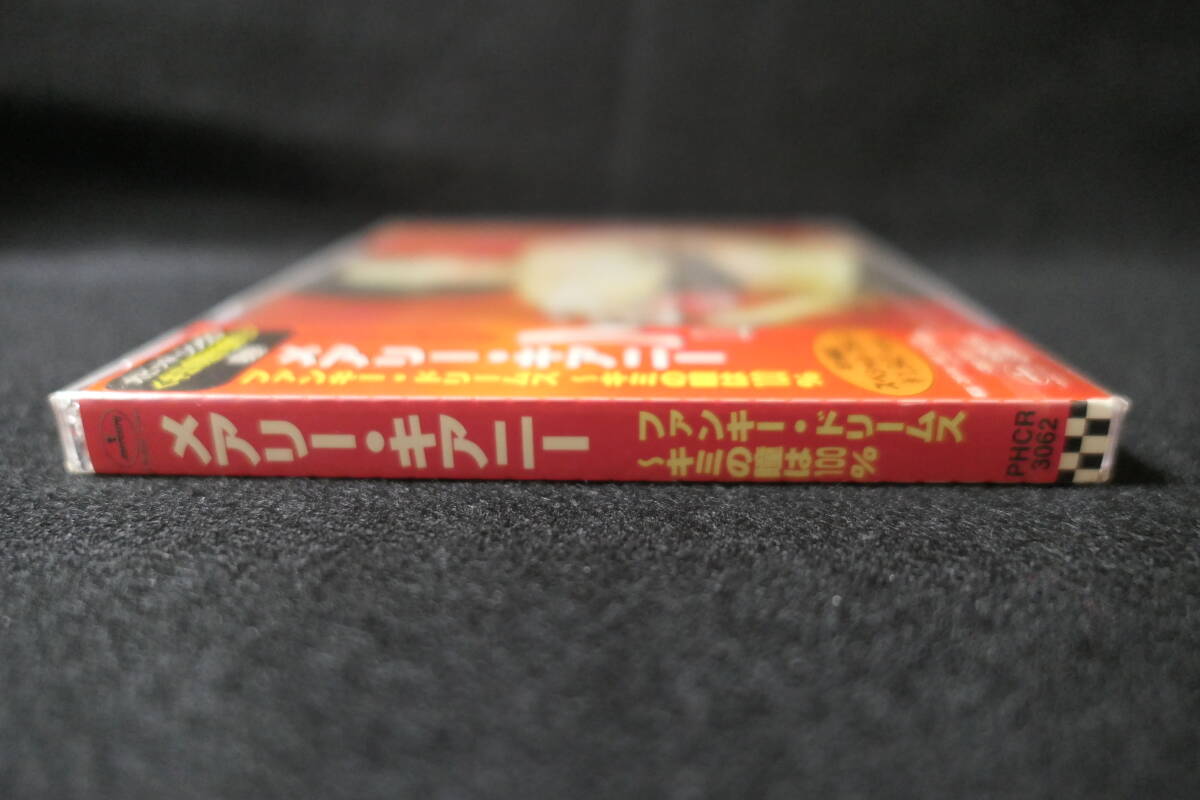 メアリー・キアニー
ファンキー・ドリームス 〜キミの瞳は100%
メアリー・キアニー
ファンキー・ドリームス
〜キミの瞳は100%
PHCR
3062